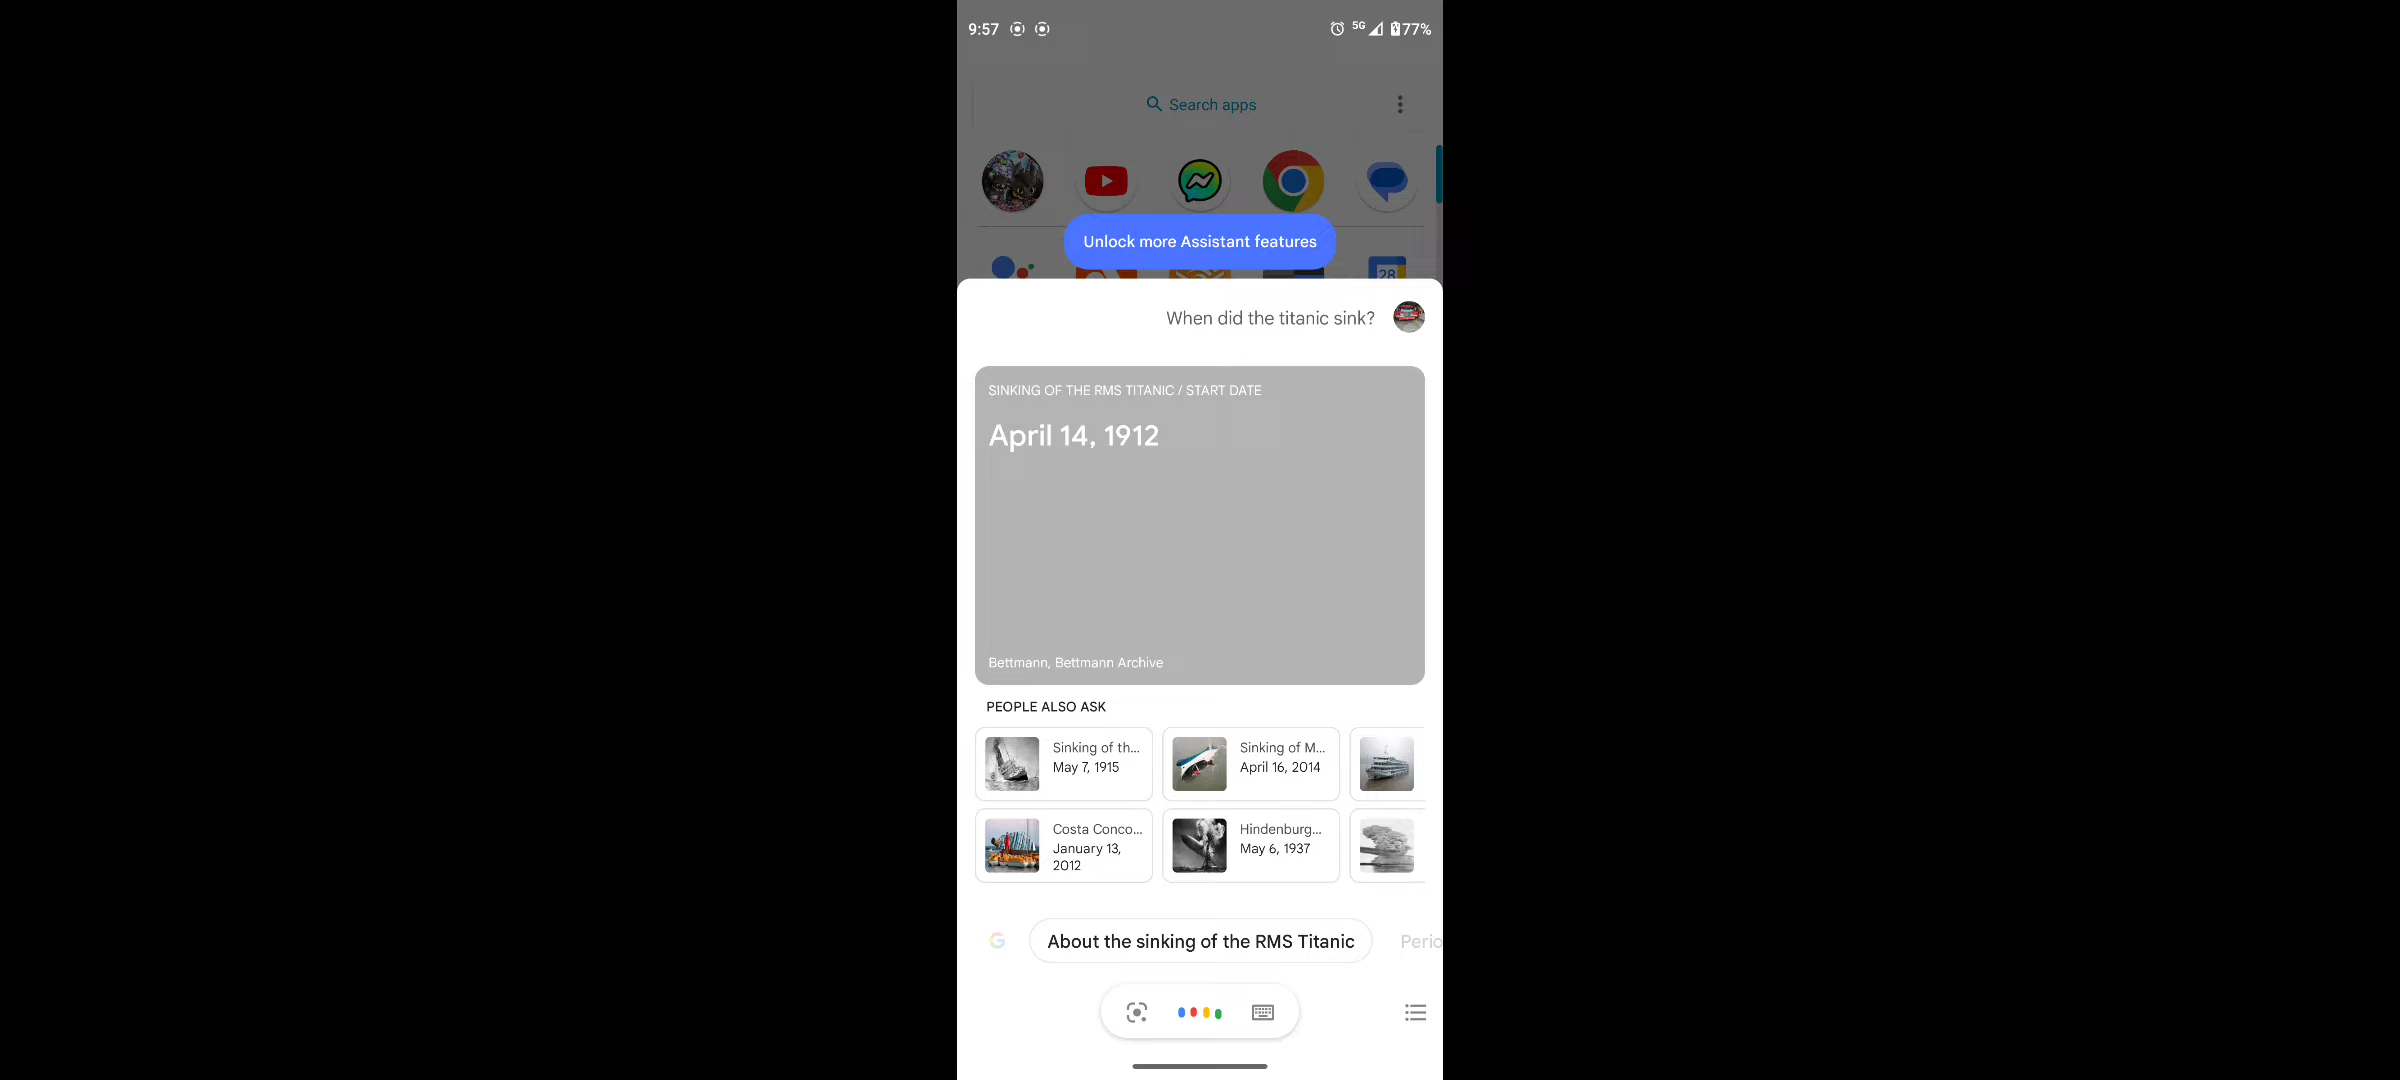 9:57
5G
77%
Search apps
Unlock more Assistant features
28
When did the titanic sink?
SINKING OF THE RMS TITANIC / START DATE
April 14, 1912
Bettmann, Bettmann Archive
PEOPLE ALSO ASK
Sinking of th...
May 7, 1915
Sinking of M...
April 16, 2014
Costa Conco...
January 13,
2012
Hindenburg...
May 6, 1937
About the sinking of the RMS Titanic
Perio